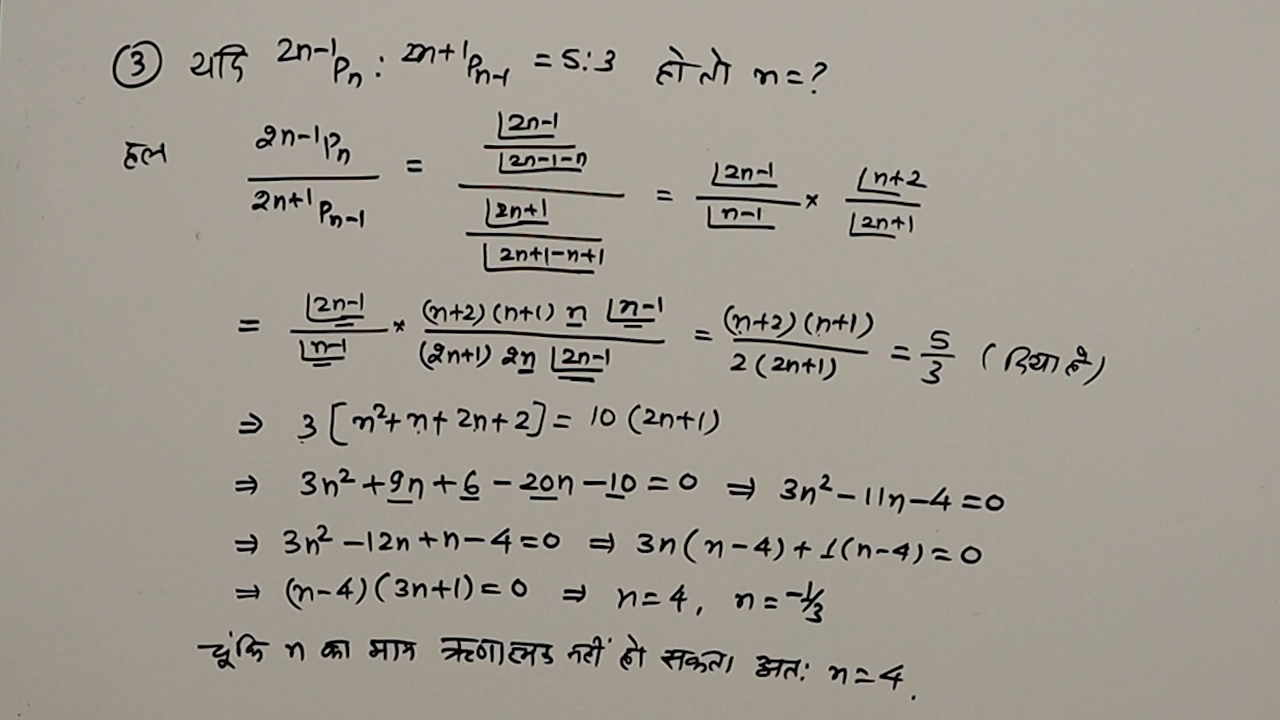 ③ यदि 2n-1Pn : 2n+1Pn-1 = 5:3 हो तो n=?
हल 2n-1Pn / 2n+1Pn-1 = (|2n-1 / |2n-1-n) / (|2n+1 / |2n+1-n+1) = |2n-1 / |n-1 × |n+2 / |2n+1
= |2n-1 / |n-1 × (n+2)(n+1) n |n-1 / (2n+1) 2n |2n-1 = (n+2)(n+1) / 2(2n+1) = 5/3 (दिया है)
⇒ 3[n²+n+2n+2] = 10(2n+1)
⇒ 3n²+9n+6-20n-10=0 ⇒ 3n²-11n-4=0
⇒ 3n²-12n+n-4=0 ⇒ 3n(n-4)+1(n-4)=0
⇒ (n-4)(3n+1)=0 ⇒ n=4, n=-1/3
चूंकि n का मान ऋणात्मक नहीं हो सकता। अतः n=4.